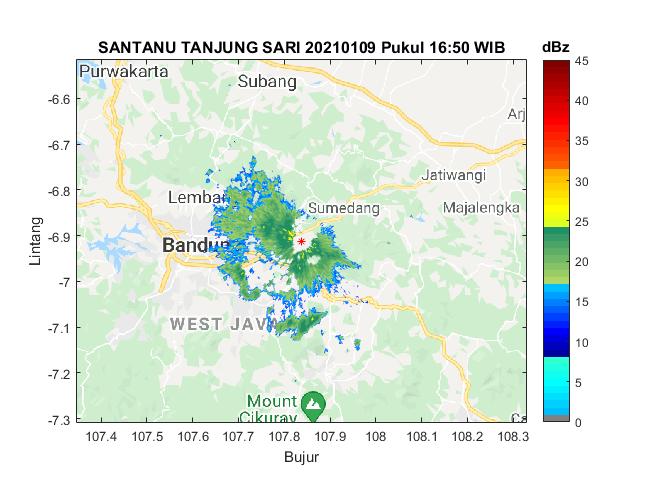 SANTANU TANJUNG SARI 20210109 Pukul 16:50 WIB
dBz
Purwakarta
Subang
Arj
Jatiwangi
Lembar
Sumedang
Majalengka
Bandun
WEST JAVA
Mount
Cikuray
-6.6
-6.7
-6.8
-6.9
-7
-7.1
-7.2
-7.3
Lintang
107.4 107.5 107.6 107.7 107.8 107.9 108 108.1 108.2 108.3
Bujur
45
40
35
30
25
20
15
10
5
0